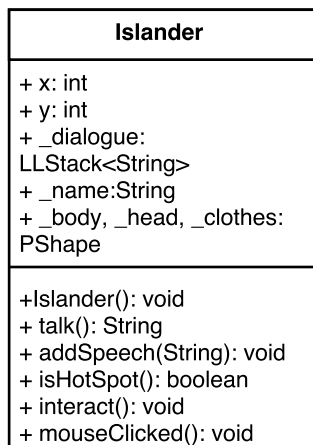 Islander
+ x: int
+ y: int
+ _dialogue:
LLStack<String>
+ _name:String
+ _body, _head, _clothes:
PShape
+Islander(): void
+ talk(): String
+ addSpeech(String): void
+ isHotSpot(): boolean
+ interact(): void
+ mouseClicked(): void